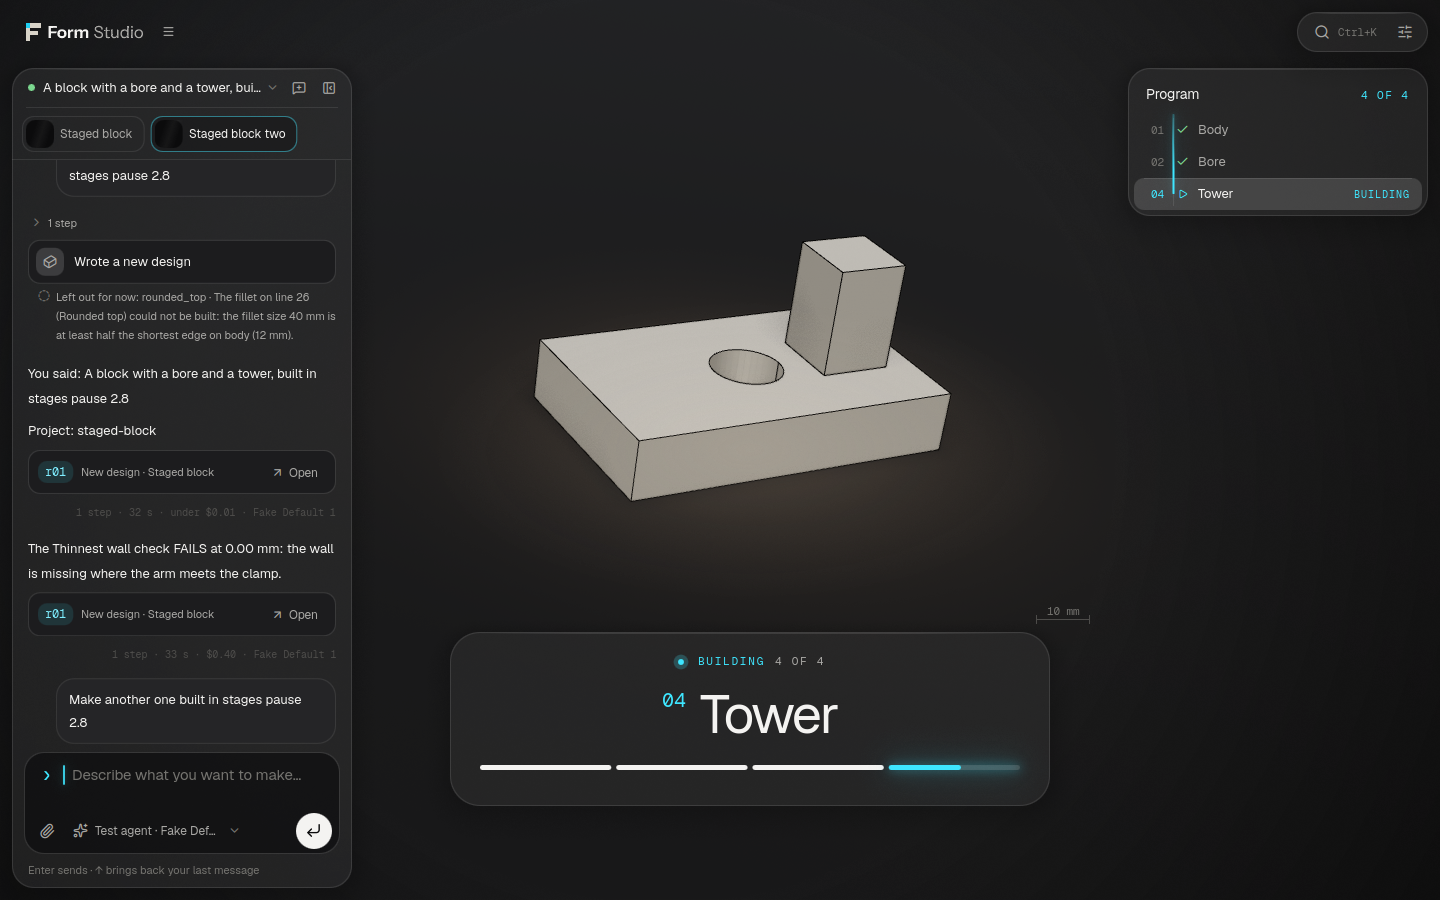 Form Studio
Ctrl+K
A block with a bore and a tower, bui...
Staged block
Staged block two
stages pause 2.8
1 step
Wrote a new design
Left out for now: rounded_top · The fillet on line 26
(Rounded top) could not be built: the fillet size 40 mm is
at least half the shortest edge on body (12 mm).
You said: A block with a bore and a tower, built in
stages pause 2.8
Project: staged-block
r01 New design · Staged block Open
1 step · 32 s · under $0.01 · Fake Default 1
The Thinnest wall check FAILS at 0.00 mm: the wall
is missing where the arm meets the clamp.
r01 New design · Staged block Open
1 step · 33 s · $0.40 · Fake Default 1
Make another one built in stages pause
2.8
Describe what you want to make...
Test agent · Fake Def...
Enter sends · ↑ brings back your last message
Program 4 OF 4
01 Body
02 Bore
04 Tower BUILDING
10 mm
BUILDING 4 OF 4
04 Tower